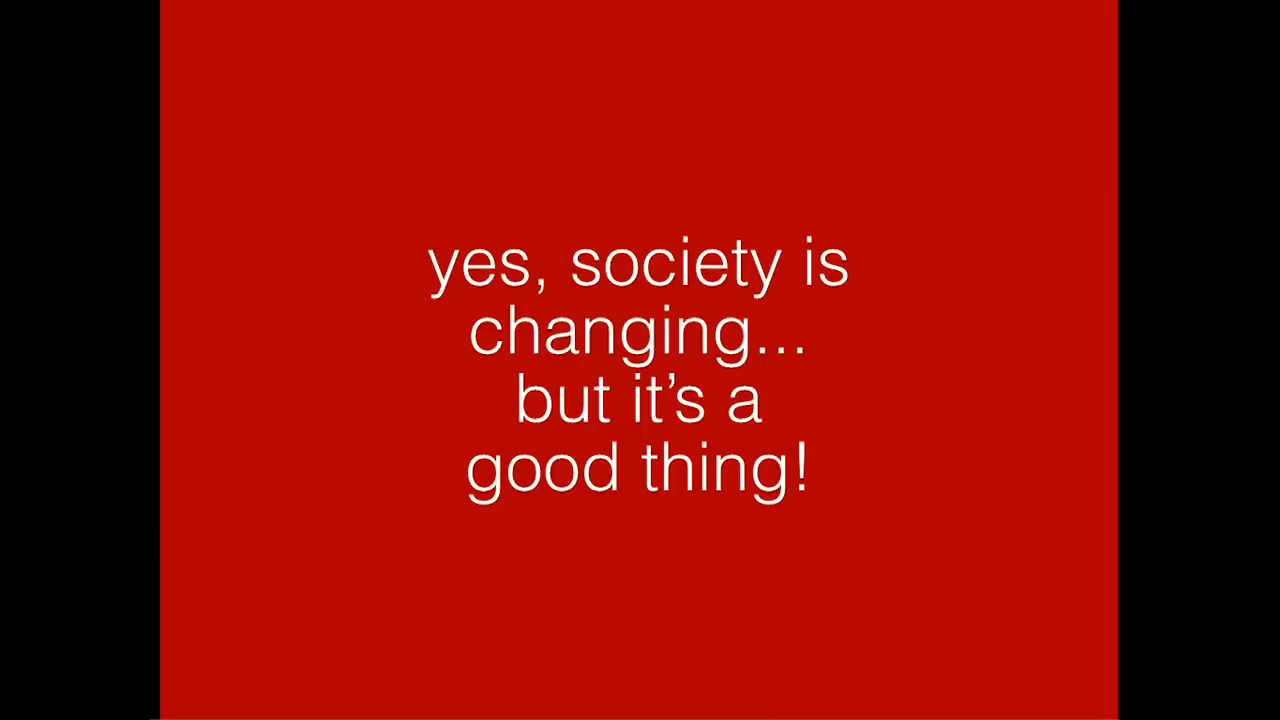 yes, society is
changing...
but it’s a
good thing!